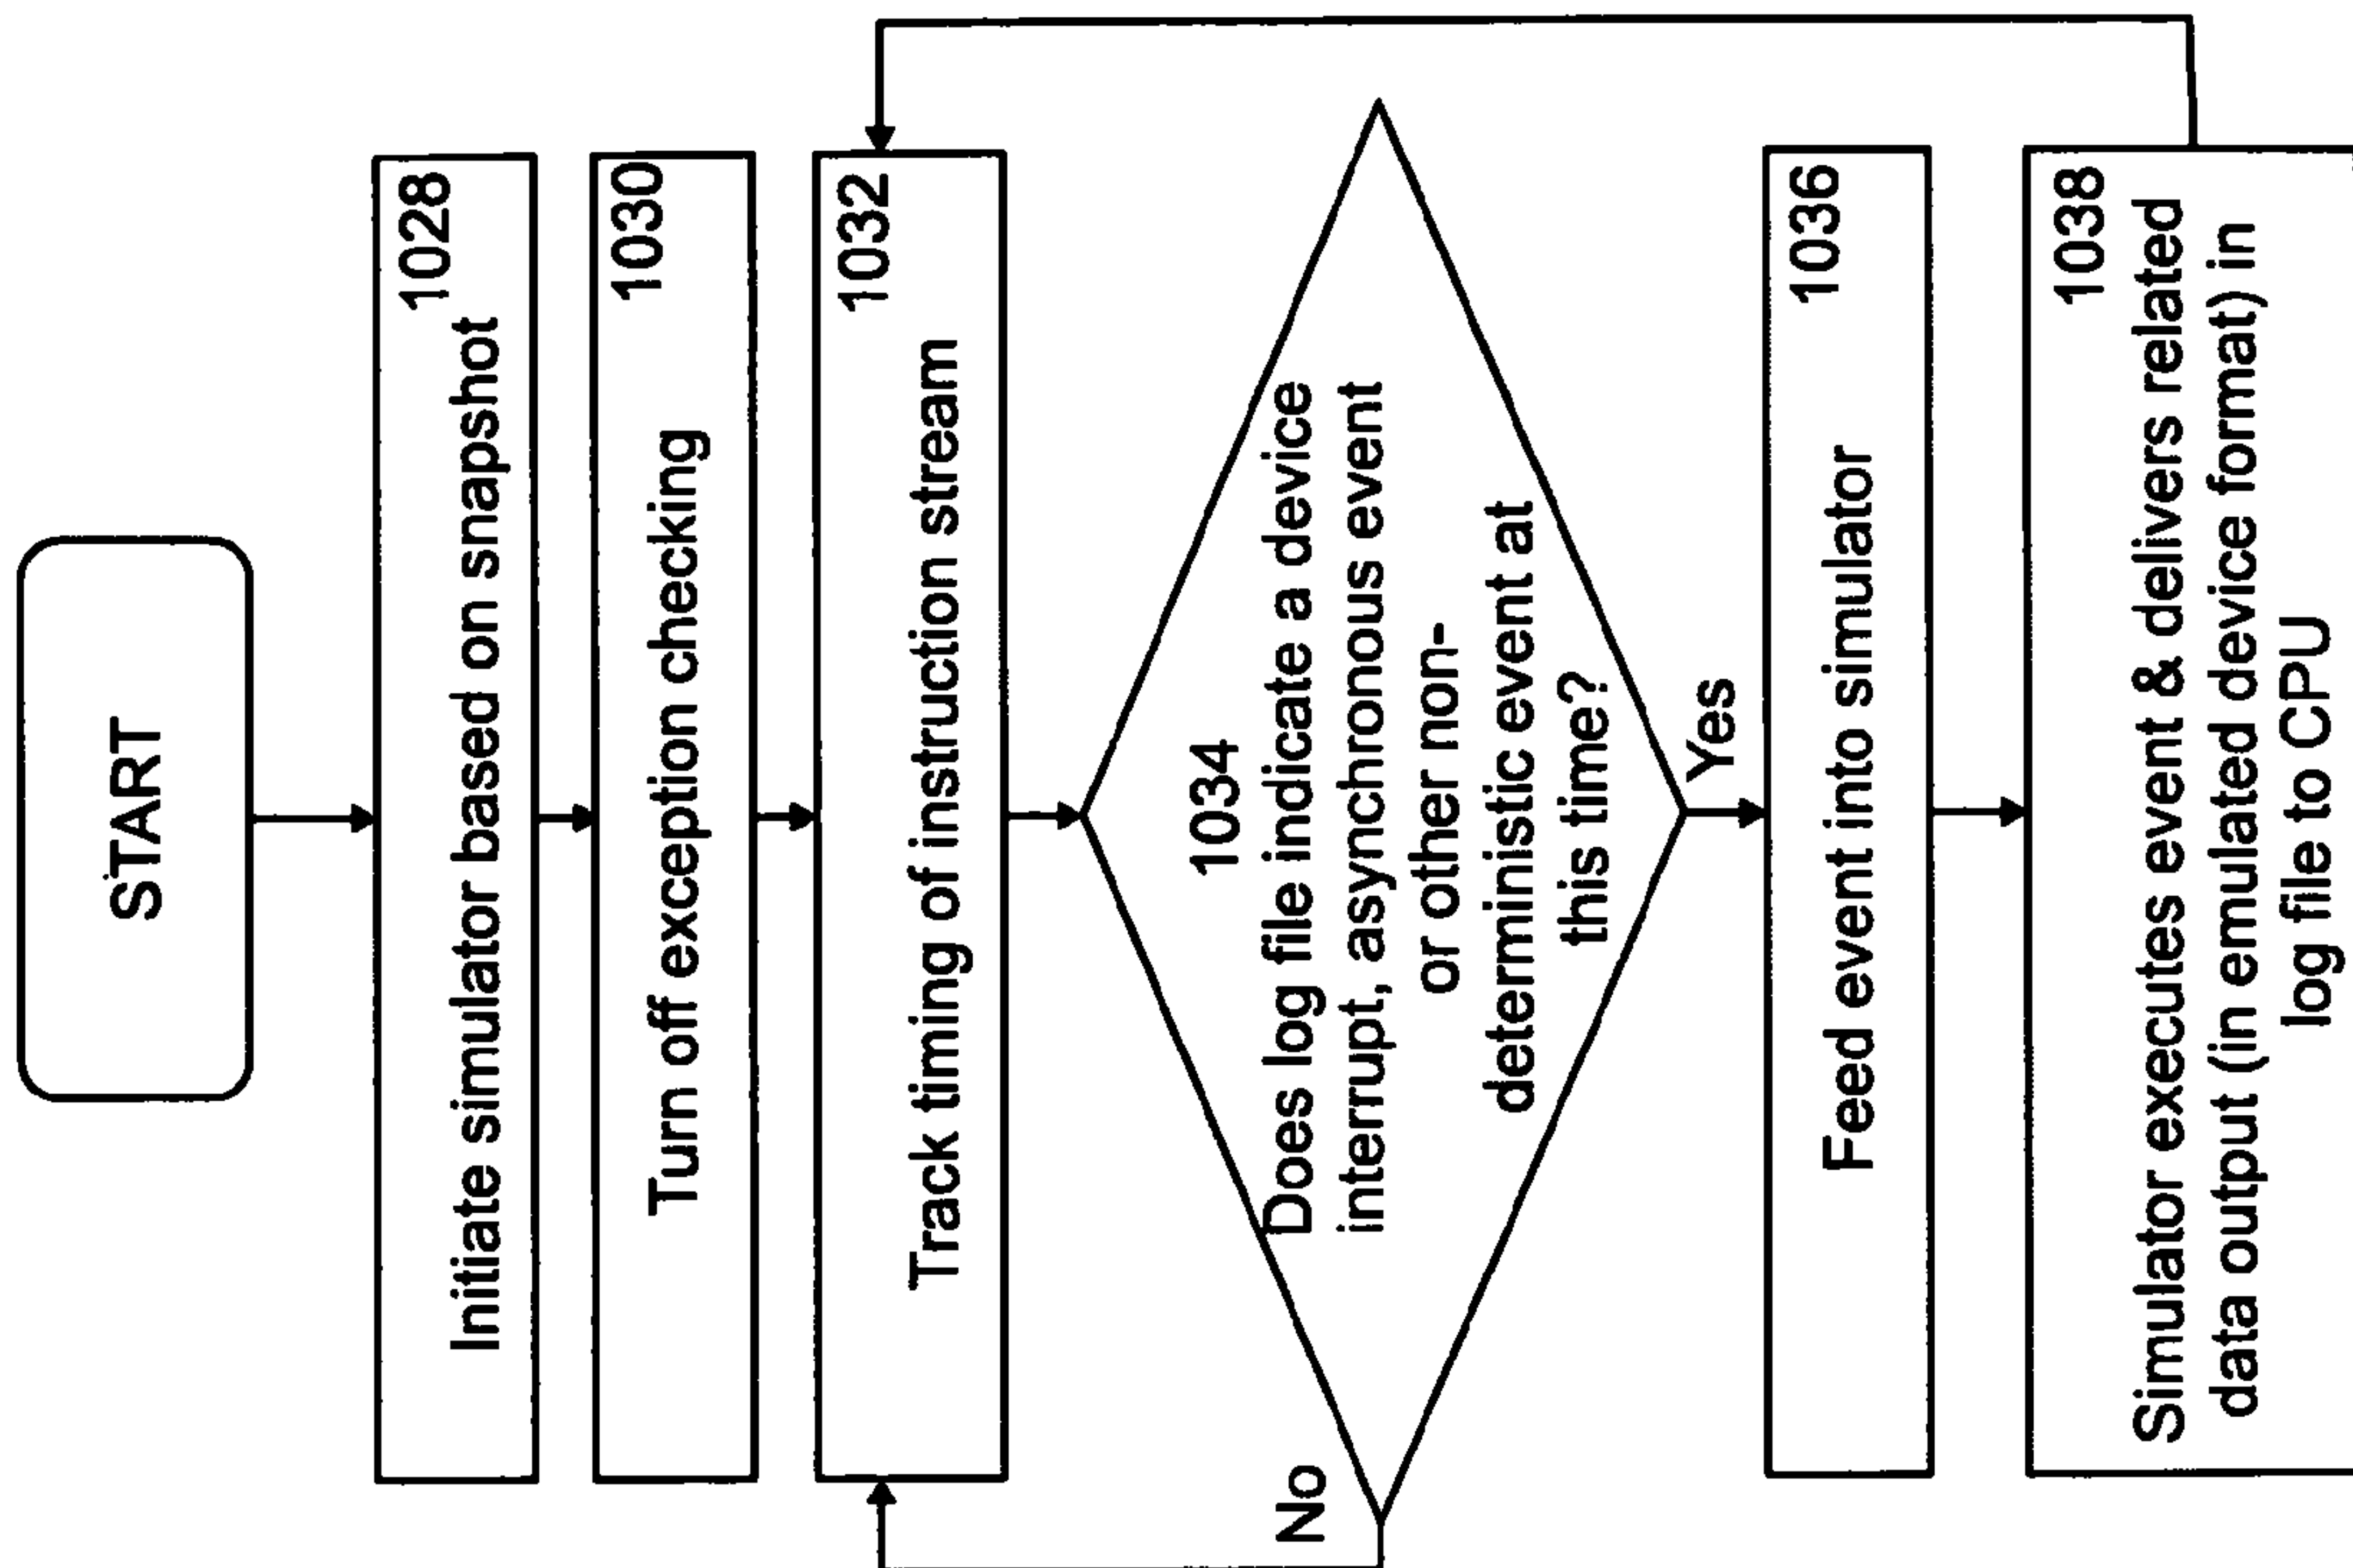 START
1028
Initiate simulator based on snapshot
1030
Turn off exception checking
1032
Track timing of instruction stream
1034
Does log file indicate a device
interrupt, asynchronous event
or other non-
deterministic event at
this time?
No
Yes
1036
Feed event into simulator
1038
Simulator executes event & delivers related
data output (in emulated device format) in
log file to CPU